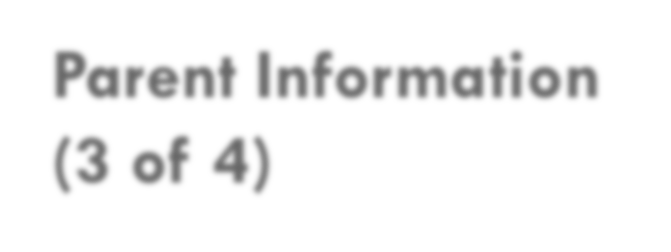 Parent Information
(3 of 4)